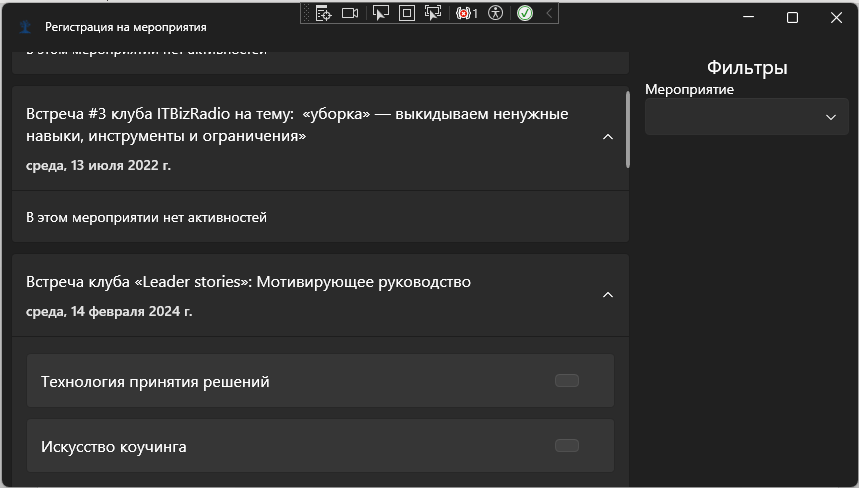 Регистрация на мероприятия
1
В этом мероприятии нет активностей
Встреча #3 клуба ITBizRadio на тему:  «уборка» — выкидываем ненужные
навыки, инструменты и ограничения»
среда, 13 июля 2022 г.
В этом мероприятии нет активностей
Встреча клуба «Leader stories»: Мотивирующее руководство
среда, 14 февраля 2024 г.
Технология принятия решений
Искусство коучинга
Фильтры
Мероприятие